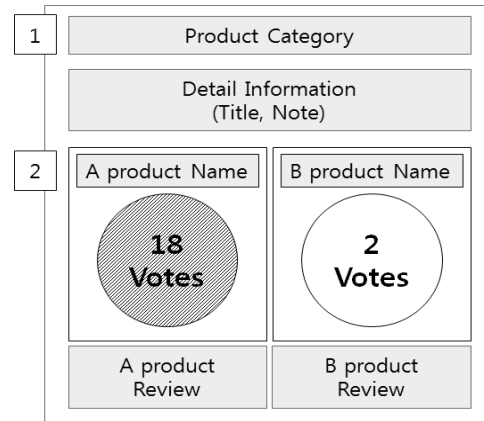 1
Product Category
Detail Information
(Title, Note)
2
A product Name
B product Name
18
Votes
2
Votes
A product
Review
B product
Review